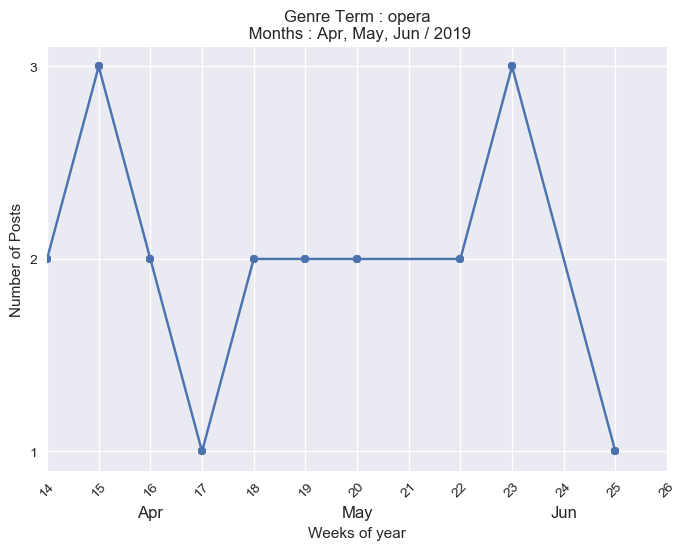 Genre Term : opera
Months : Apr, May, Jun / 2019
Number of Posts
3
2
1
14 15 16 17 18 19 20 21 22 23 24 25 26
Apr May Jun
Weeks of year